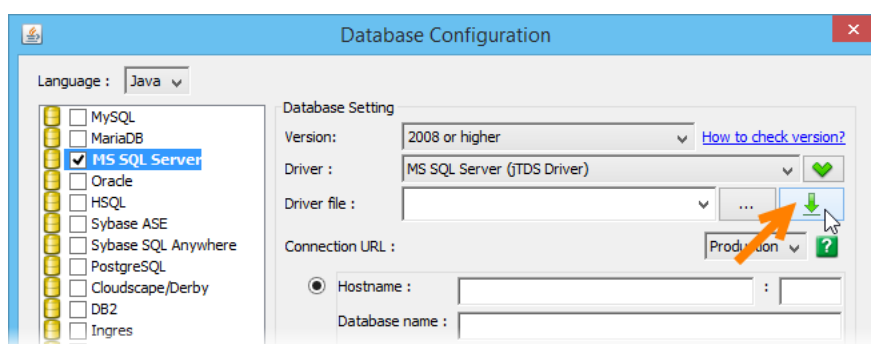 Database Configuration
Language : Java
MySQL
MariaDB
MS SQL Server
Oracle
HSQL
Sybase ASE
Sybase SQL Anywhere
PostgreSQL
Cloudscape/Derby
DB2
Ingres
Database Setting
Version: 2008 or higher How to check version?
Driver : MS SQL Server (jTDS Driver)
Driver file : ...
Connection URL : Production ?
Hostname : :
Database name :